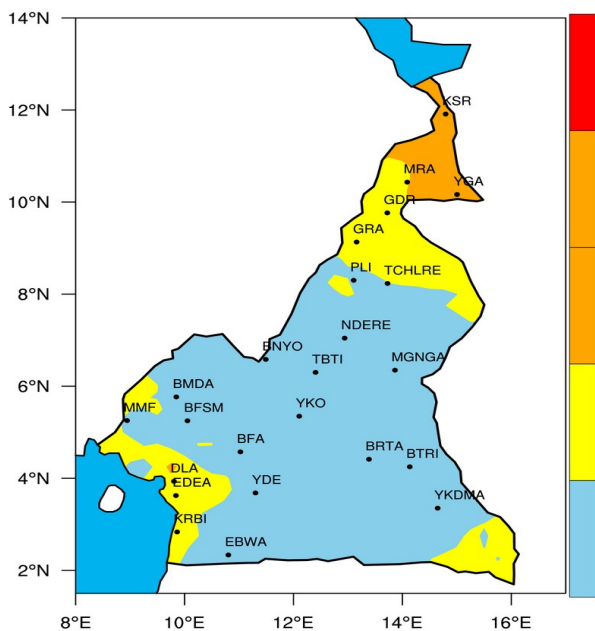 14°N
KSR
12°N
MRA
YGA
10°N
GDR
GRA
PLI
TCHLRE
8°N
NDERE
BNYO
TBTI
MGNGA
6°N
BMDA
MMF
BFSM
YKO
BFA
BRTA
BTRI
4°N
DLA
EDEA
YDE
YKDMA
KRBI
EBWA
2°N
8°E
10°E
12°E
14°E
16°E